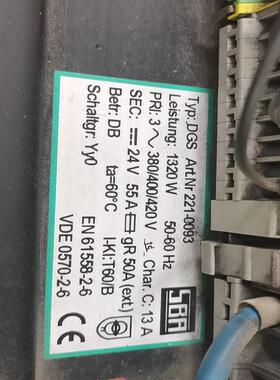 Typ: DGS Art.Nr 221-0093
Leistung: 1320 W 50-60 Hz
PRI: 3 ~ 380/400/420 V Char. C: 13 A
SEC: 24 V 55 A gR 50A (ext)
Betr: DB ta=60°C I-Kl: T60/B
Schaltgr: Yy0 EN 61558-2-6
VDE 0570-2-6
SBA
CE